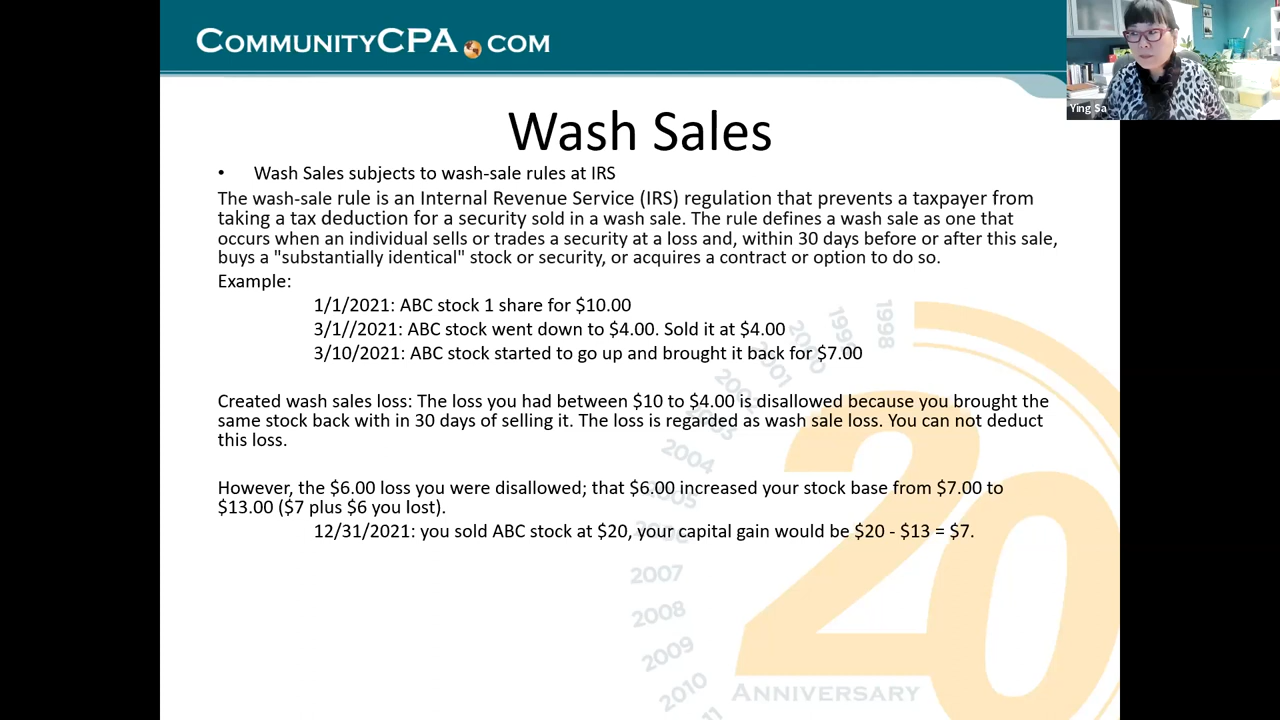 COMMUNITYCPA.COM
Ying Sa
Wash Sales
• Wash Sales subjects to wash-sale rules at IRS
The wash-sale rule is an Internal Revenue Service (IRS) regulation that prevents a taxpayer from
taking a tax deduction for a security sold in a wash sale. The rule defines a wash sale as one that
occurs when an individual sells or trades a security at a loss and, within 30 days before or after this sale,
buys a "substantially identical" stock or security, or acquires a contract or option to do so.
Example:
1/1/2021: ABC stock 1 share for $10.00
3/1//2021: ABC stock went down to $4.00. Sold it at $4.00
3/10/2021: ABC stock started to go up and brought it back for $7.00
Created wash sales loss: The loss you had between $10 to $4.00 is disallowed because you brought the
same stock back with in 30 days of selling it. The loss is regarded as wash sale loss. You can not deduct
this loss.
However, the $6.00 loss you were disallowed; that $6.00 increased your stock base from $7.00 to
$13.00 ($7 plus $6 you lost).
12/31/2021: you sold ABC stock at $20, your capital gain would be $20 - $13 = $7.
1998
2001
2004
2007
2008
2009
2010
20
ANNIVERSARY